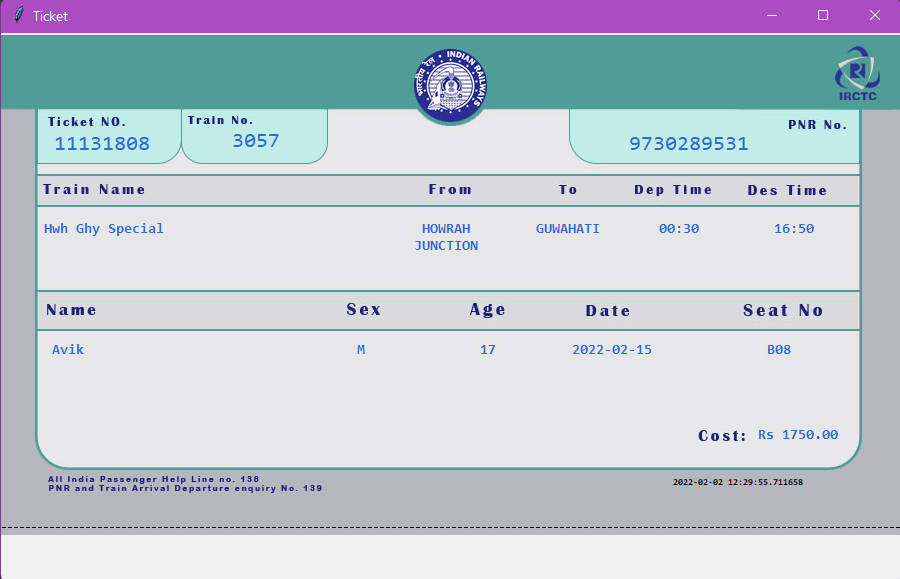 Ticket
भारतीय रेल • INDIAN RAILWAYS
IRCTC
Ticket NO. Train No. PNR No.
11131808 3057 9730289531
Train Name From To Dep Time Des Time
Hwh Ghy Special HOWRAH GUWAHATI 00:30 16:50
JUNCTION
Name Sex Age Date Seat No
Avik M 17 2022-02-15 B08
Cost: Rs 1750.00
All India Passenger Help Line no. 138
PNR and Train Arrival Departure enquiry No. 139
2022-02-02 12:29:55.711658